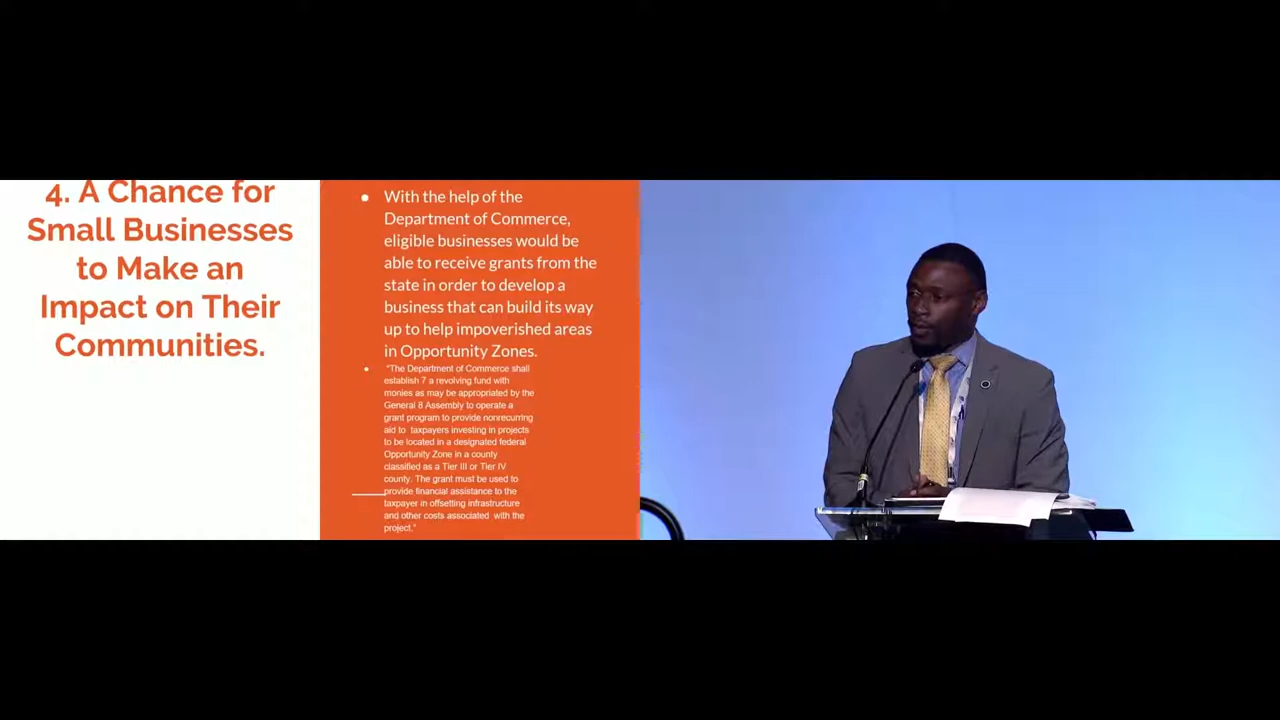 4. A Chance for
Small Businesses
to Make an
Impact on Their
Communities.
● With the help of the
Department of Commerce,
eligible businesses would be
able to receive grants from the
state in order to develop a
business that can build its way
up to help impoverished areas
in Opportunity Zones.
● "The Department of Commerce shall
establish 7 a revolving fund with
monies as may be appropriated by the
General 8 Assembly to operate a
grant program to provide nonrecurring
aid to taxpayers investing in projects
to be located in a designated federal
Opportunity Zone in a county
classified as a Tier III or Tier IV
county. The grant must be used to
provide financial assistance to the
taxpayer in offsetting infrastructure
and other costs associated with the
project."